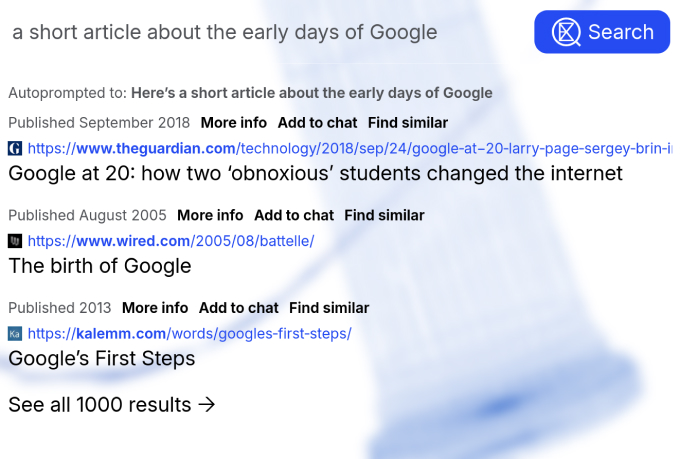 a short article about the early days of Google
Search
Autoprompted to: Here’s a short article about the early days of Google
Published September 2018 More info Add to chat Find similar
https://www.theguardian.com/technology/2018/sep/24/google-at–20-larry-page-sergey-brin-i
Google at 20: how two ‘obnoxious’ students changed the internet
Published August 2005 More info Add to chat Find similar
https://www.wired.com/2005/08/battelle/
The birth of Google
Published 2013 More info Add to chat Find similar
Ka https://kalemm.com/words/googles-first-steps/
Google’s First Steps
See all 1000 results →